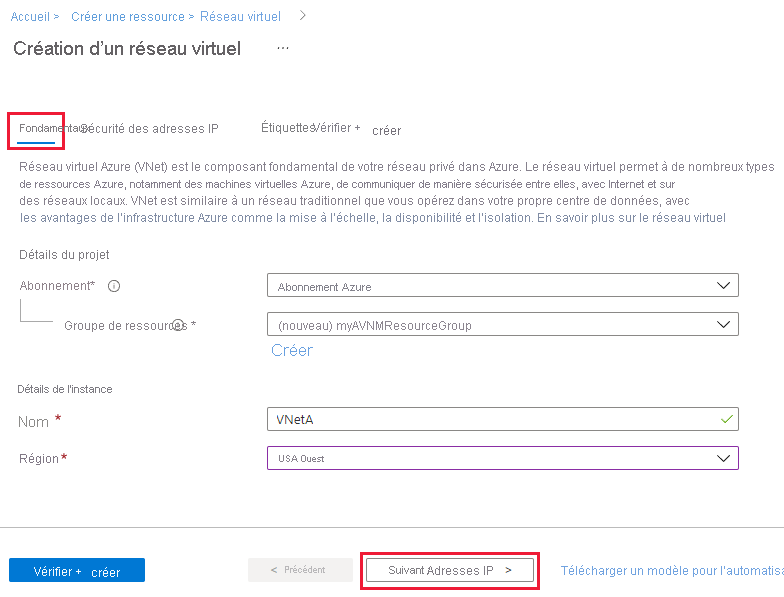 Accueil > Créer une ressource > Réseau virtuel >
Création d'un réseau virtuel ...
Fondamentaux Sécurité des adresses IP Étiquettes Vérifier + créer
Réseau virtuel Azure (VNet) est le composant fondamental de votre réseau privé dans Azure. Le réseau virtuel permet à de nombreux types
de ressources Azure, notamment des machines virtuelles Azure, de communiquer de manière sécurisée entre elles, avec Internet et sur
des réseaux locaux. VNet est similaire à un réseau traditionnel que vous opérez dans votre propre centre de données, avec
les avantages de l'infrastructure Azure comme la mise à l'échelle, la disponibilité et l'isolation. En savoir plus sur le réseau virtuel
Détails du projet
Abonnement* Abonnement Azure
Groupe de ressources * (nouveau) myAVNMResourceGroup
Créer
Détails de l'instance
Nom * VNetA
Région* USA Ouest
Vérifier + créer < Précédent Suivant Adresses IP > Télécharger un modèle pour l'automatisa